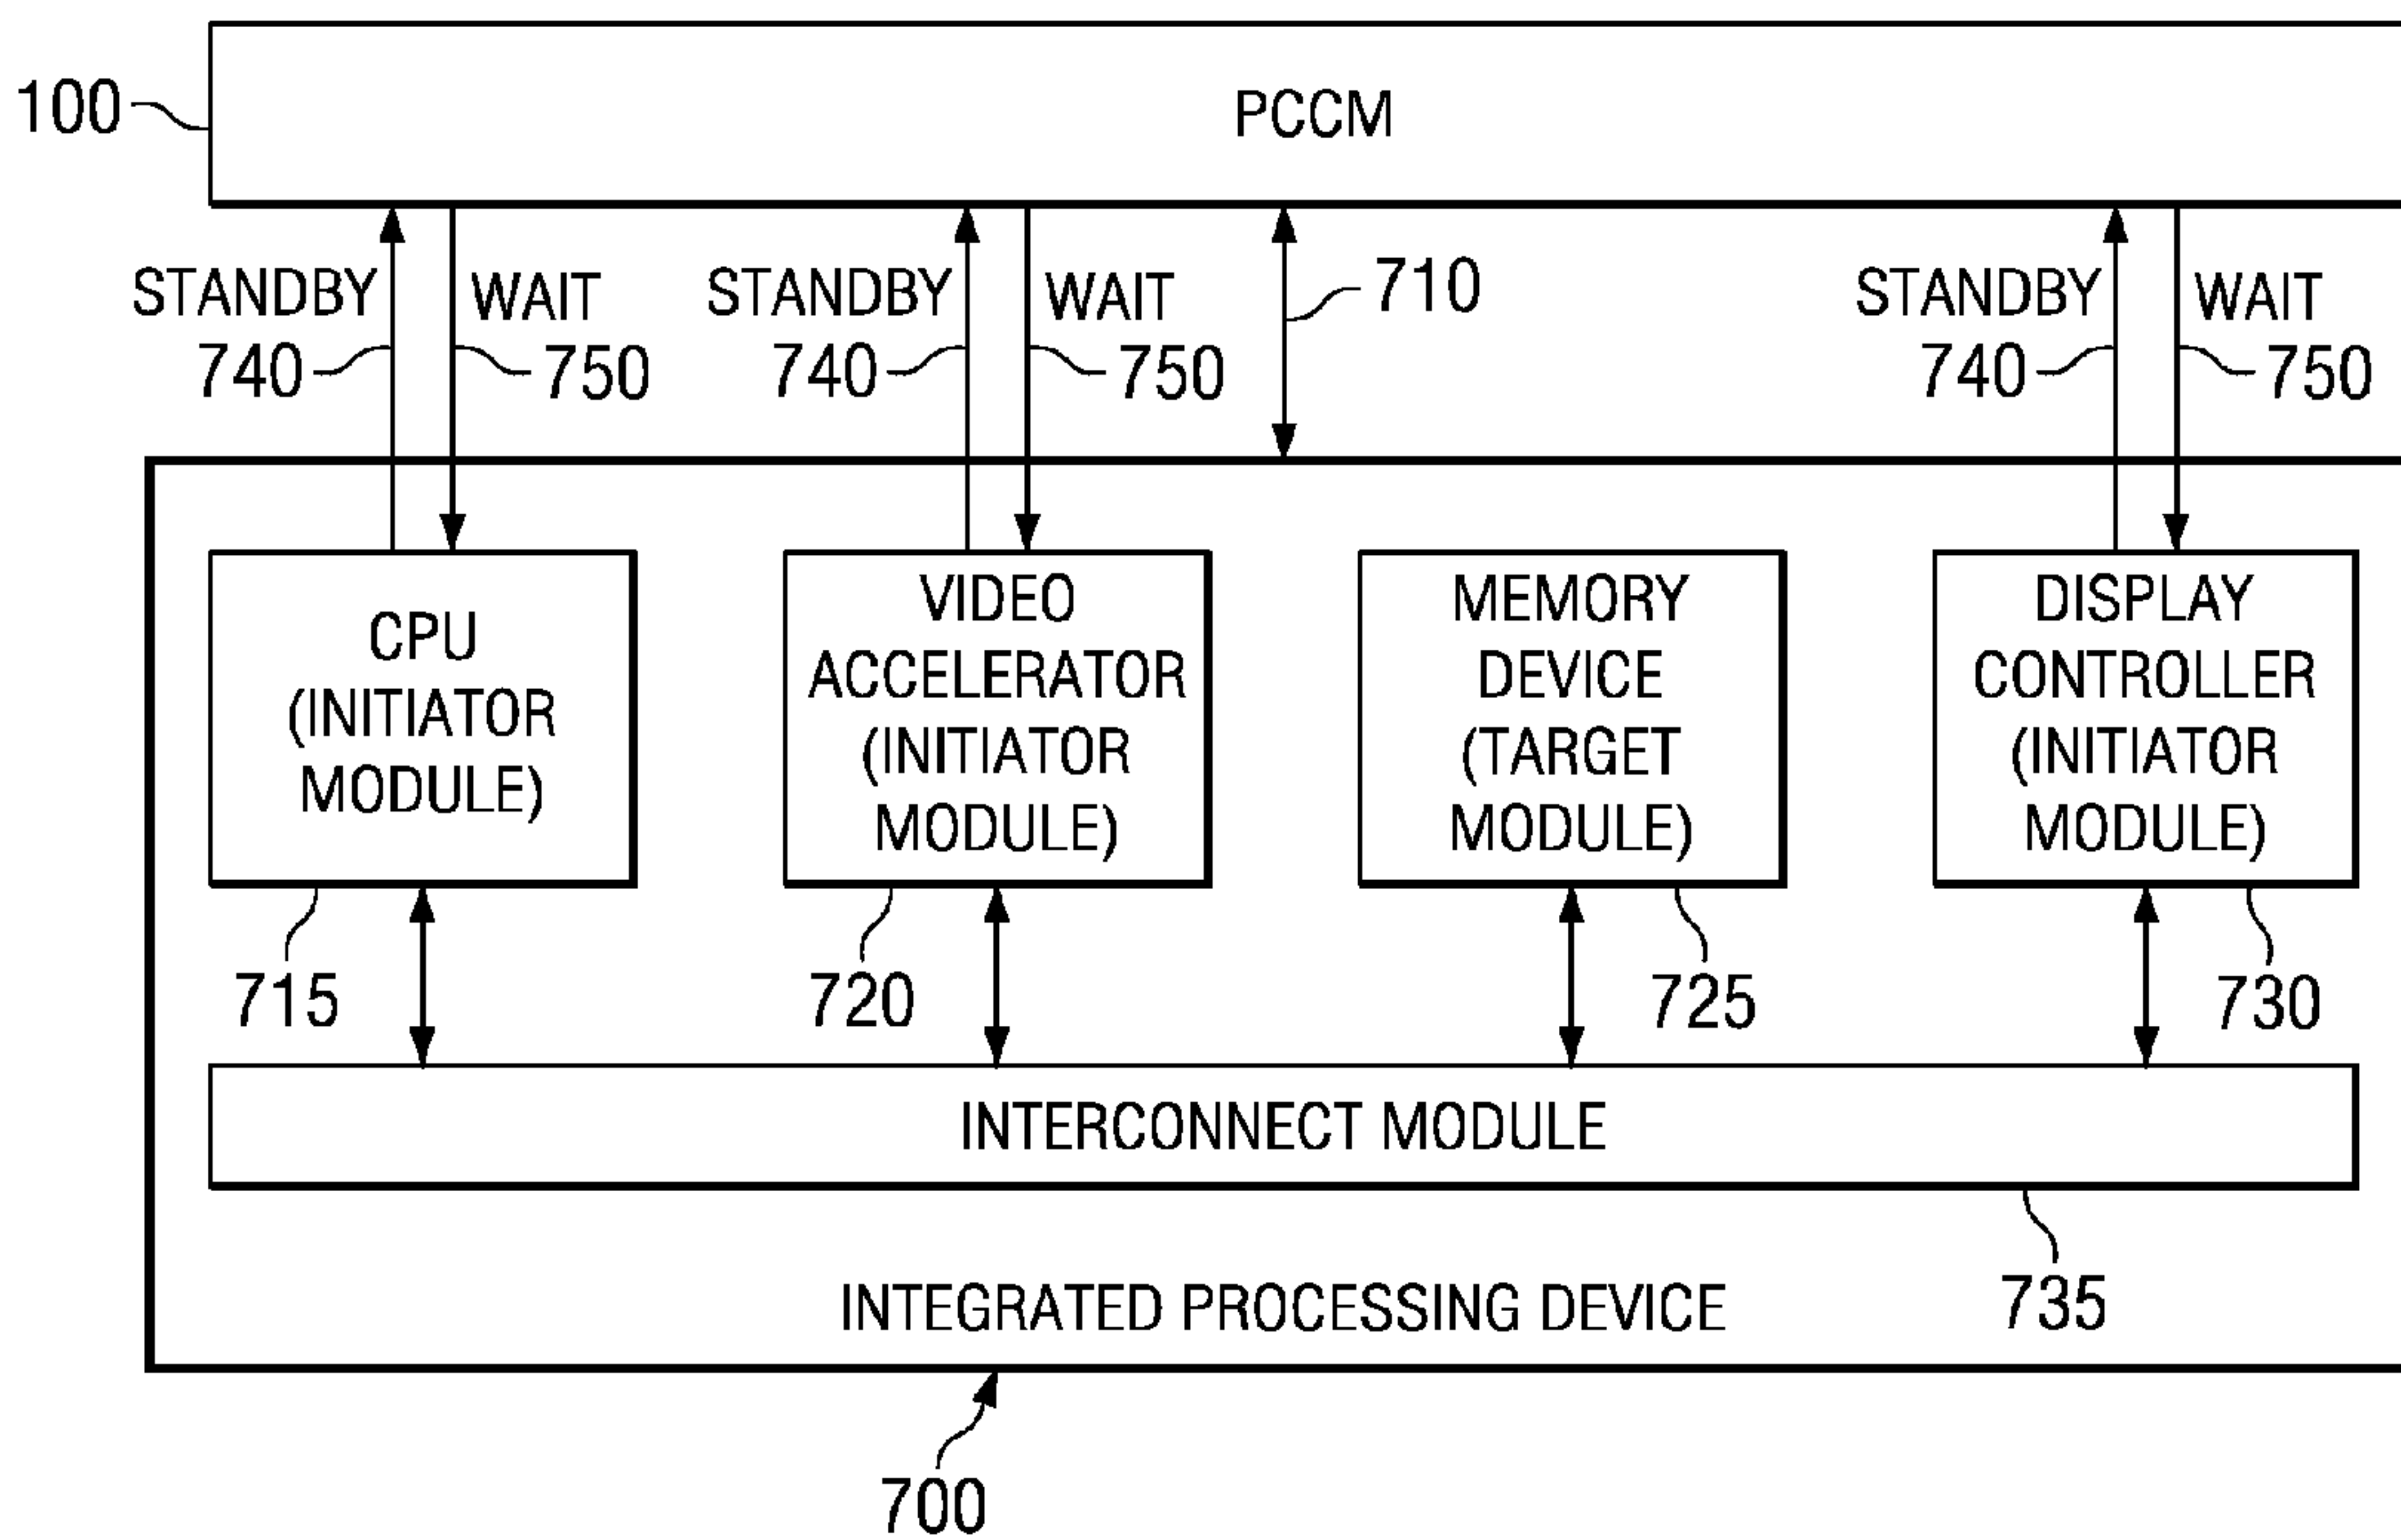 100
PCCM
STANDBY
740
WAIT
750
STANDBY
740
WAIT
750
710
STANDBY
740
WAIT
750
CPU
(INITIATOR
MODULE)
VIDEO
ACCELERATOR
(INITIATOR
MODULE)
MEMORY
DEVICE
(TARGET
MODULE)
DISPLAY
CONTROLLER
(INITIATOR
MODULE)
715
720
725
730
INTERCONNECT MODULE
735
INTEGRATED PROCESSING DEVICE
700